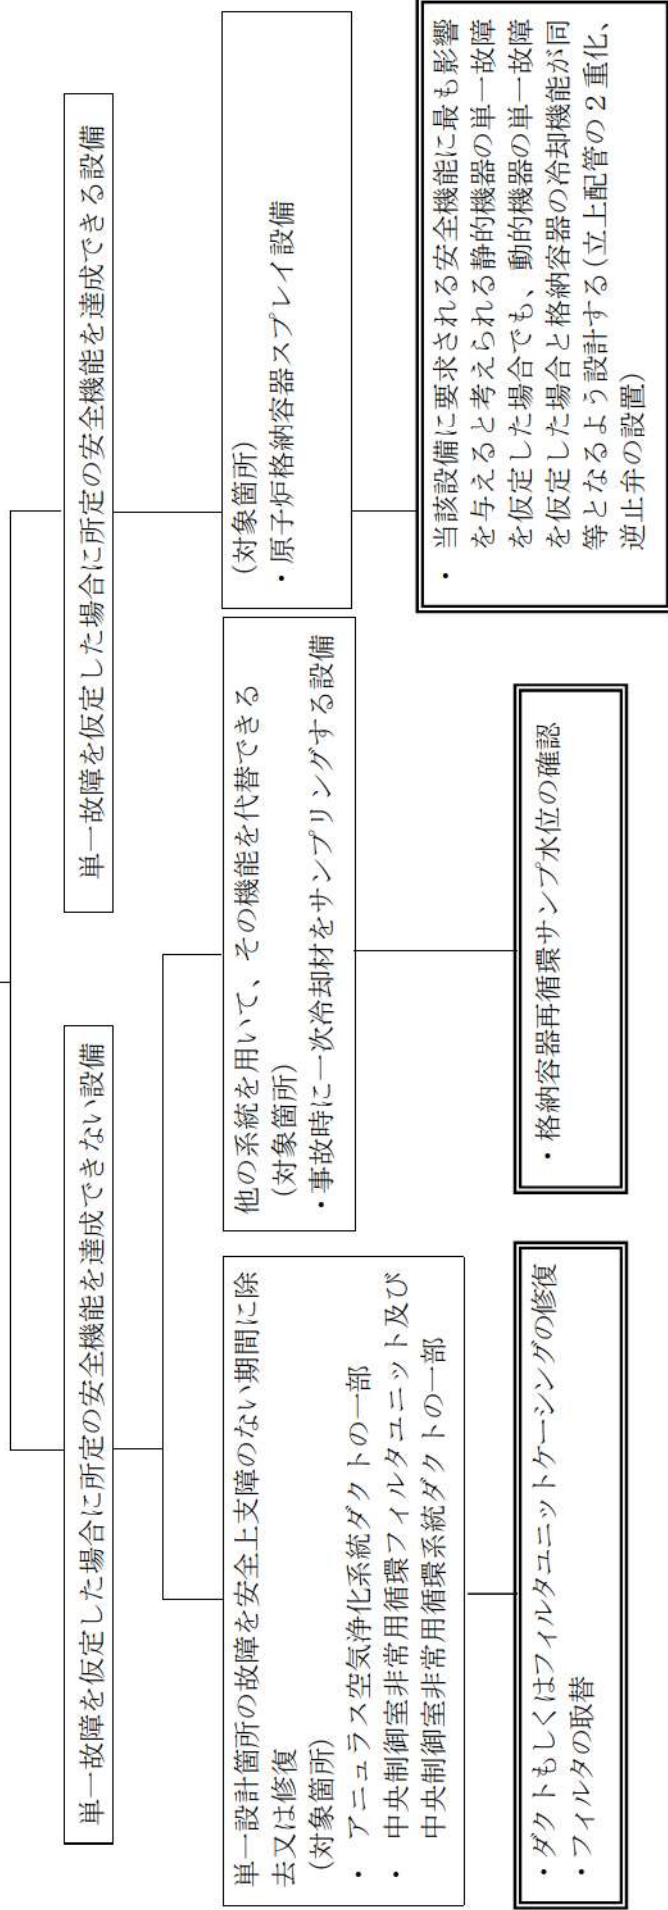 単一故障を仮定した場合に所定の安全機能を達成できない設備
単一故障を仮定した場合に所定の安全機能を達成できる設備
単一設計箇所の故障を安全上支障のない期間に除
去又は修復
(対象箇所)
・ アニュラス空気浄化系統ダクトの一部
・ 中央制御室非常用循環フィルタユニット及び
中央制御室非常用循環系統ダクトの一部
他の系統を用いて、その機能を代替できる
(対象箇所)
・事故時に一次冷却材をサンプリングする設備
(対象箇所)
・原子炉格納容器スプレイ設備
・ダクトもしくはフィルタユニットケーシングの修復
・フィルタの取替
・格納容器再循環サンプ水位の確認
・ 当該設備に要求される安全機能に最も影響
を与えると考えられる静的機器の単一故障
を仮定した場合でも、動的機器の単一故障
を仮定した場合と格納容器の冷却機能が同
等となるよう設計する(立上配管の2重化、
逆止弁の設置)